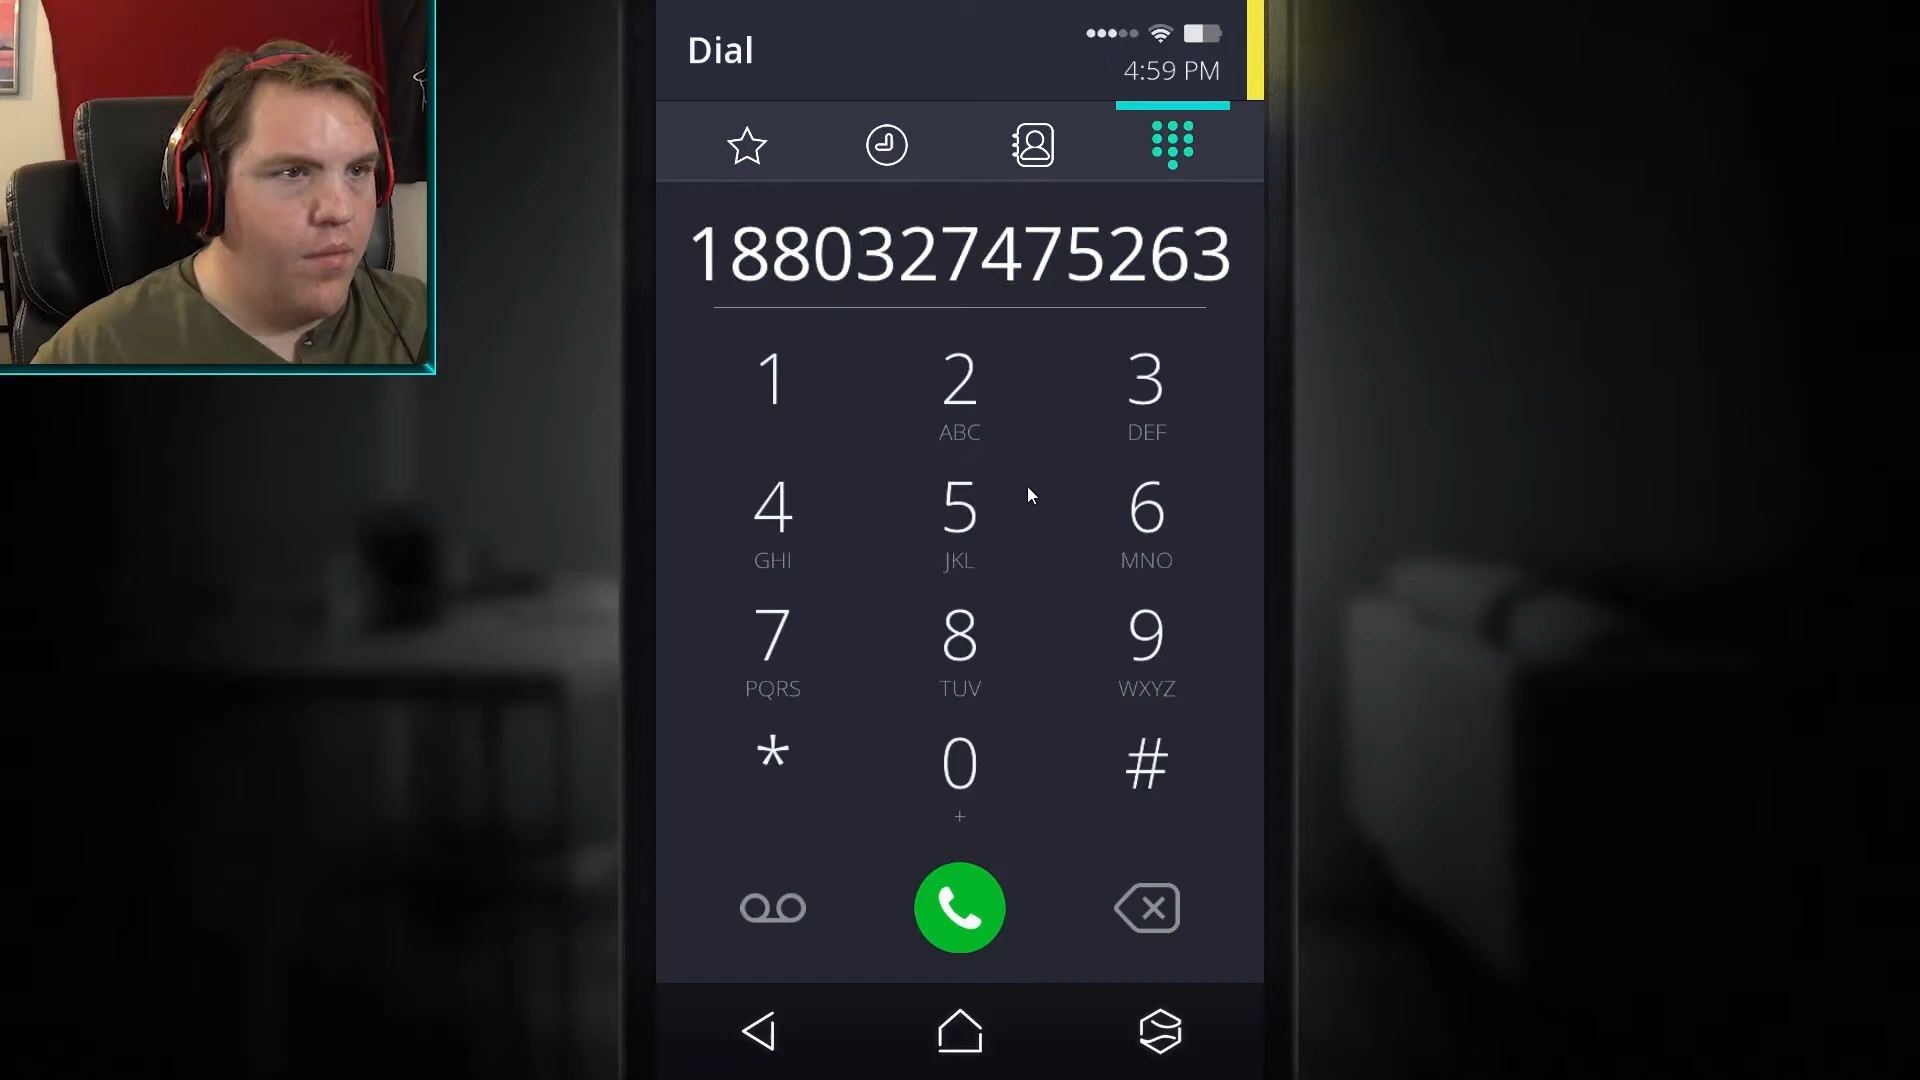 Dial
4:59 PM
1880327475263
1 2 3
ABC DEF
4 5 6
GHI JKL MNO
7 8 9
PQRS TUV WXYZ
* 0 #
+